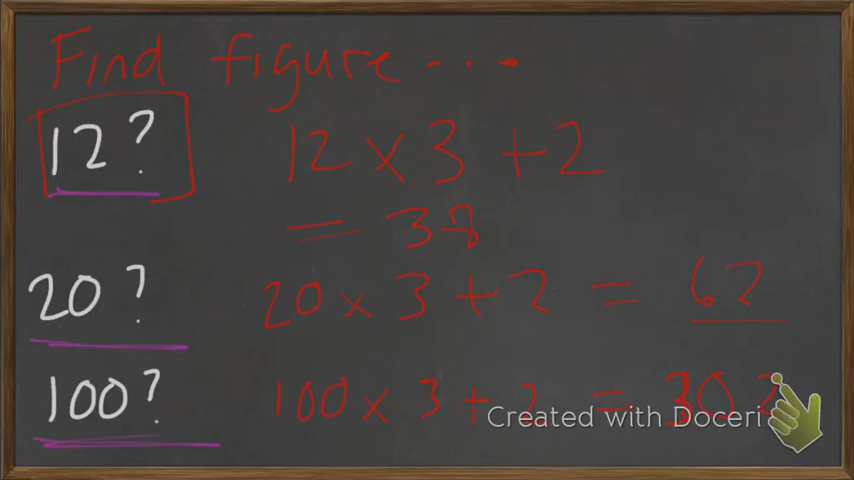 Find figure ....
12? 12 x 3 + 2
= 38
20? 20 x 3 + 2 = 62
100? 100 x 3 + 2 = 302
Created with Doceri